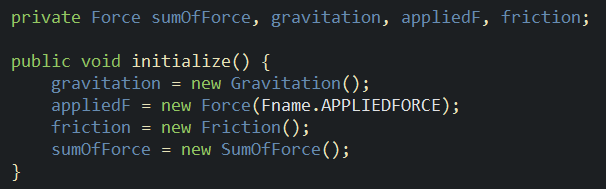 private Force sumOfForce, gravitation, appliedF, friction;
public void initialize() {
gravitation = new Gravitation();
appliedF = new Force(Fname.APPLIEDFORCE);
friction = new Friction();
sumOfForce = new SumOfForce();
}